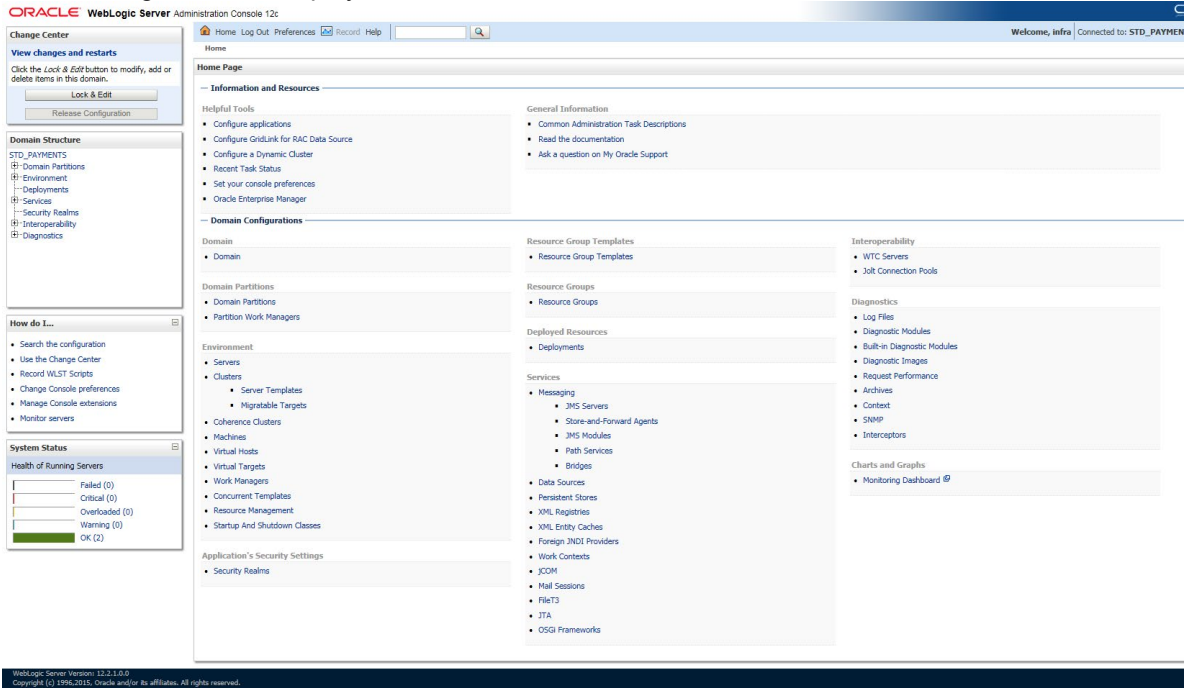 ORACLE WebLogic Server Administration Console 12c
Change Center
View changes and restarts
Click the Lock & Edit button to modify, add or
delete items in this domain.
Lock & Edit
Release Configuration
Domain Structure
STD_PAYMENTS
Domain Partitions
Environment
Deployments
Services
Security Realms
Interoperability
Diagnostics
How do I...
Search the configuration
Use the Change Center
Record WLST Scripts
Change Console preferences
Manage Console extensions
Monitor servers
System Status
Health of Running Servers
Failed (0)
Critical (0)
Overloaded (0)
Warning (0)
OK (2)
Home Log Out Preferences Record Help
Welcome, infra Connected to: STD_PAYMEN
Home
Home Page
Information and Resources
Helpful Tools
Configure applications
Configure GridLink for RAC Data Source
Configure a Dynamic Cluster
Recent Task Status
Set your console preferences
Oracle Enterprise Manager
General Information
Common Administration Task Descriptions
Read the documentation
Ask a question on My Oracle Support
Domain Configurations
Domain
Domain
Domain Partitions
Domain Partitions
Partition Work Managers
Environment
Servers
Clusters
Server Templates
Migratable Targets
Coherence Clusters
Machines
Virtual Hosts
Virtual Targets
Work Managers
Concurrent Templates
Resource Management
Startup And Shutdown Classes
Application's Security Settings
Security Realms
Resource Group Templates
Resource Group Templates
Resource Groups
Resource Groups
Deployed Resources
Deployments
Services
Messaging
JMS Servers
Store-and-Forward Agents
JMS Modules
Path Services
Bridges
Data Sources
Persistent Stores
XML Registries
XML Entity Caches
Foreign JNDI Providers
Work Contexts
jCOM
Mail Sessions
FileT3
JTA
OSGi Frameworks
Interoperability
WTC Servers
Jolt Connection Pools
Diagnostics
Log Files
Diagnostic Modules
Built-in Diagnostic Modules
Diagnostic Images
Request Performance
Archives
Context
SNMP
Interceptors
Charts and Graphs
Monitoring Dashboard
WebLogic Server Version: 12.2.1.0.0
Copyright (c) 1996,2015, Oracle and/or its affiliates. All rights reserved.